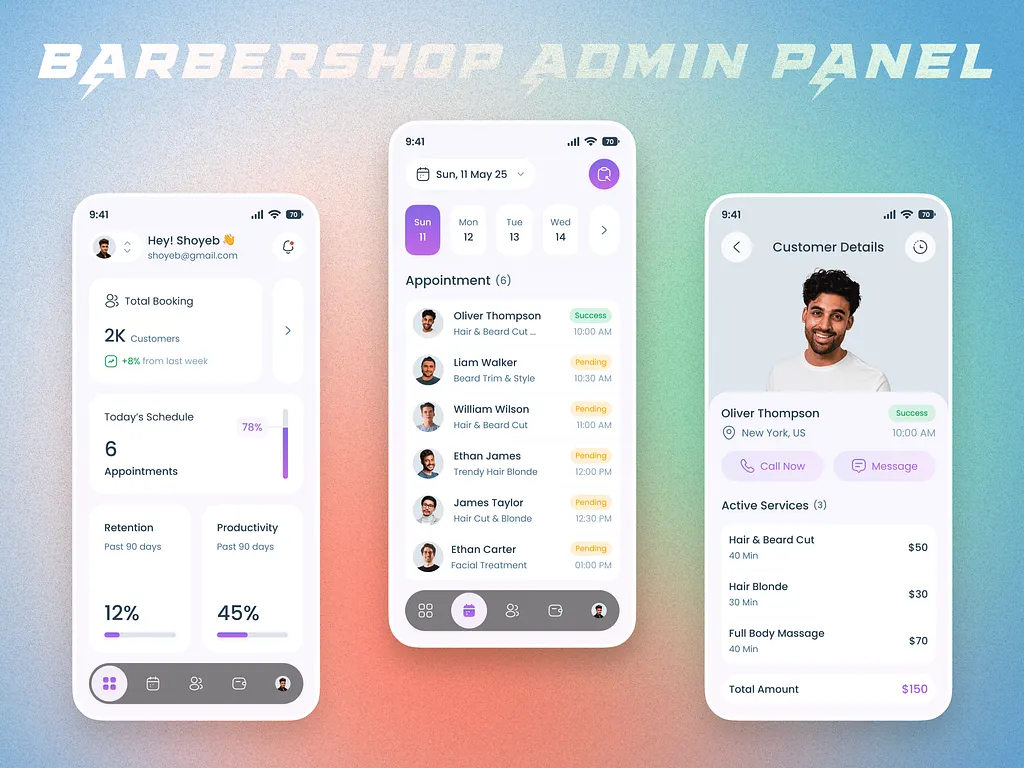 BARBERSHOP ADMIN PANEL
9:41
70
Hey! Shoyeb 👋
shoyeb@gmail.com
Total Booking
2K Customers
+8% from last week
Today's Schedule
78%
6
Appointments
Retention
Past 90 days
12%
Productivity
Past 90 days
45%
9:41
70
Sun, 11 May 25
Sun
11
Mon
12
Tue
13
Wed
14
Appointment (6)
Oliver Thompson Success
Hair & Beard Cut ... 10:00 AM
Liam Walker Pending
Beard Trim & Style 10:30 AM
William Wilson Pending
Hair & Beard Cut 11:00 AM
Ethan James Pending
Trendy Hair Blonde 12:00 PM
James Taylor Pending
Hair Cut & Blonde 12:30 PM
Ethan Carter Pending
Facial Treatment 01:00 PM
9:41
70
Customer Details
Oliver Thompson Success
New York, US 10:00 AM
Call Now Message
Active Services (3)
Hair & Beard Cut
40 Min
$50
Hair Blonde
30 Min
$30
Full Body Massage
40 Min
$70
Total Amount $150